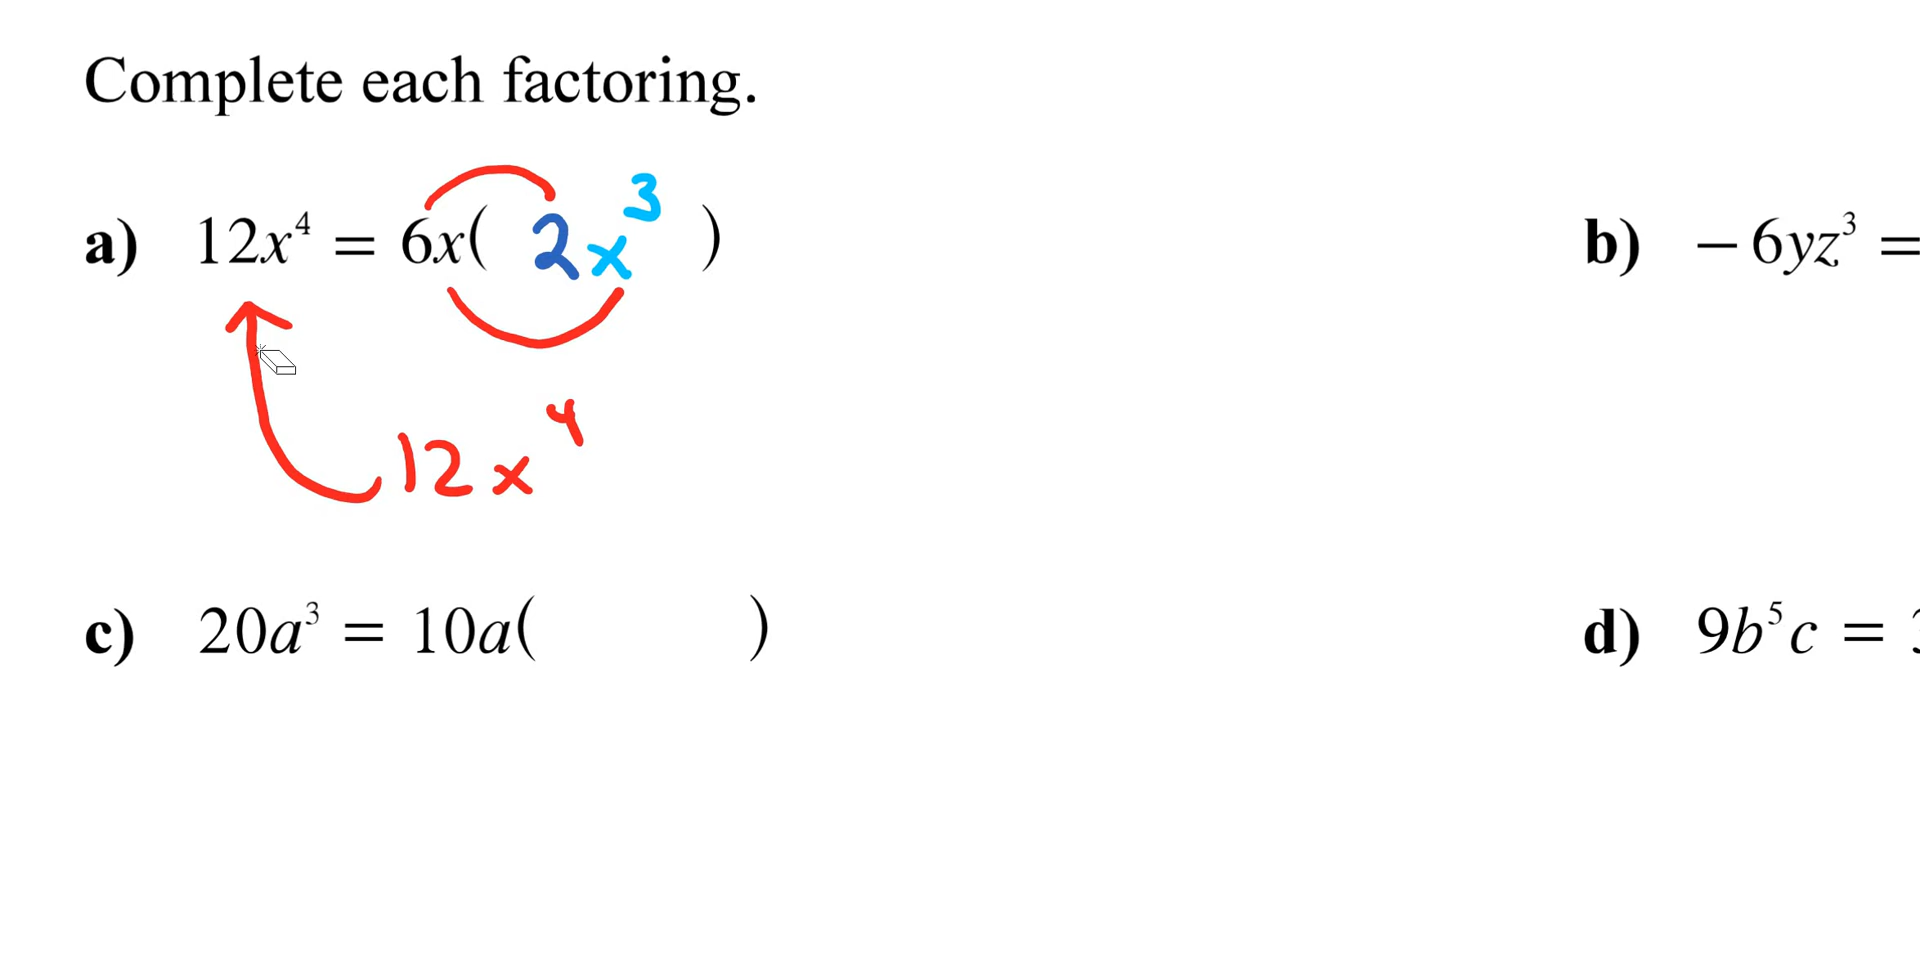 Complete each factoring.
a) 12x⁴ = 6x( 2x³ )
b) − 6yz³ =
12x⁴
c) 20a³ = 10a( )
d) 9b⁵c =